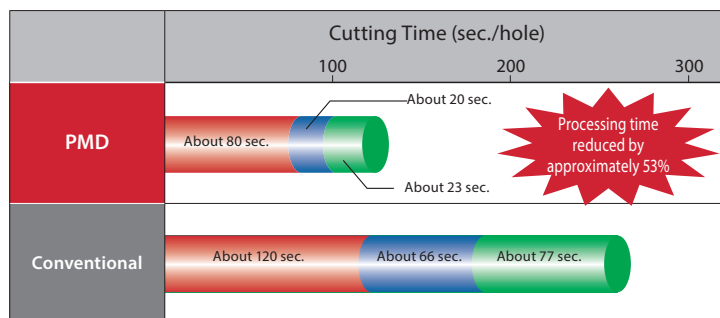 Cutting Time (sec./hole)
100 200 300
PMD
About 80 sec.
About 20 sec.
About 23 sec.
Processing time
reduced by
approximately 53%
Conventional
About 120 sec.
About 66 sec.
About 77 sec.